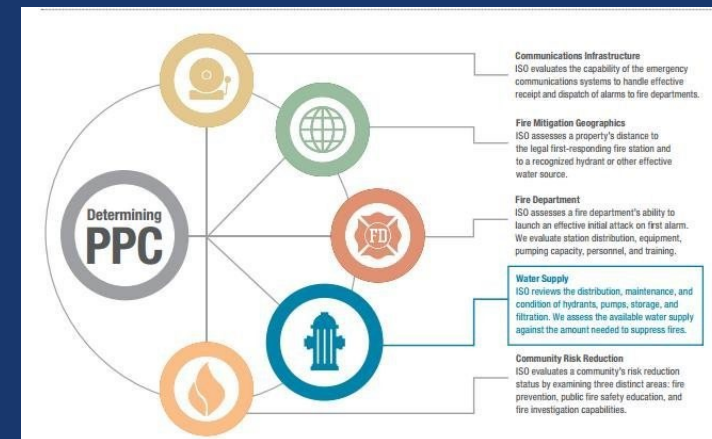 Determining
PPC
FD
Communications Infrastructure
ISO evaluates the capability of the emergency
communications systems to handle effective
receipt and dispatch of alarms to fire departments.
Fire Mitigation Geographics
ISO assesses a property's distance to
the legal first-responding fire station and
to a recognized hydrant or other effective
water source.
Fire Department
ISO assesses a fire department's ability to
launch an effective initial attack on first alarm.
We evaluate station distribution, equipment,
pumping capacity, personnel, and training.
Water Supply
ISO reviews the distribution, maintenance, and
condition of hydrants, pumps, storage, and
filtration. We assess the available water supply
against the amount needed to suppress fires.
Community Risk Reduction
ISO evaluates a community's risk reduction
status by examining three distinct areas: fire
prevention, public fire safety education, and
fire investigation capabilities.